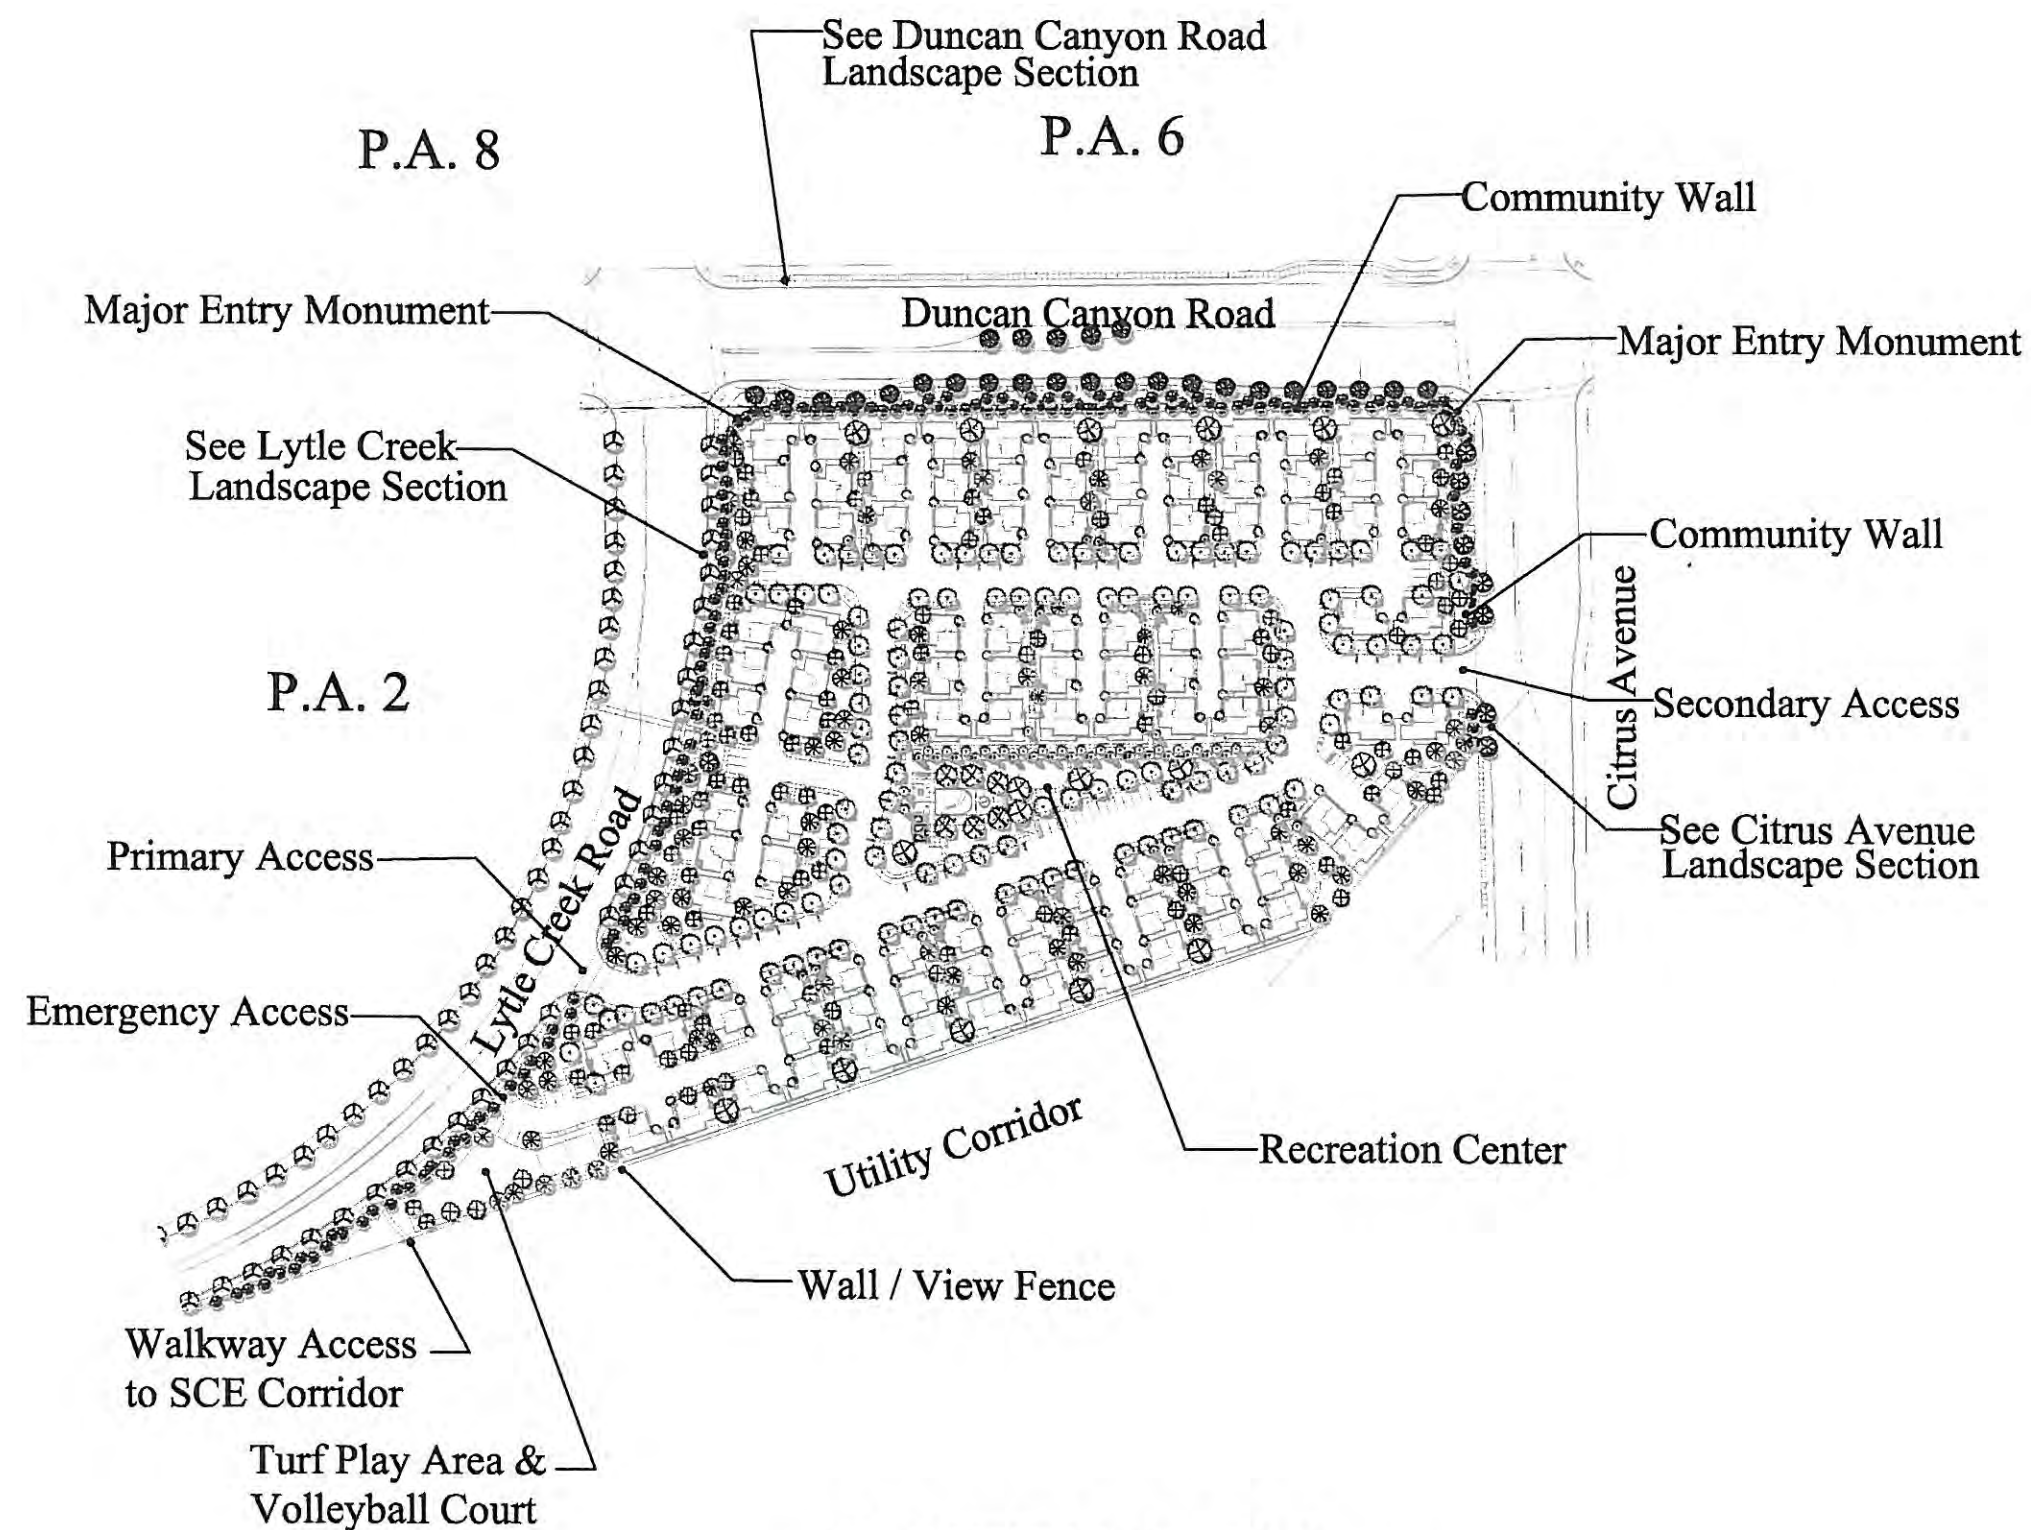 See Duncan Canyon Road
Landscape Section
P.A. 8
P.A. 6
Community Wall
Major Entry Monument
Duncan Canyon Road
Major Entry Monument
See Lytle Creek
Landscape Section
Community Wall
Citrus Avenue
P.A. 2
Secondary Access
See Citrus Avenue
Landscape Section
Primary Access
Lytle Creek Road
Emergency Access
Utility Corridor
Recreation Center
Wall / View Fence
Walkway Access
to SCE Corridor
Turf Play Area &
Volleyball Court